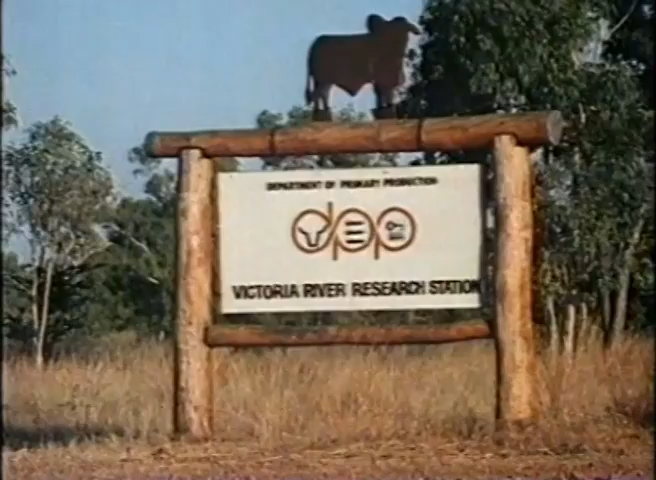 DEPARTMENT OF PRIMARY PRODUCTION
dpp
VICTORIA RIVER RESEARCH STATION